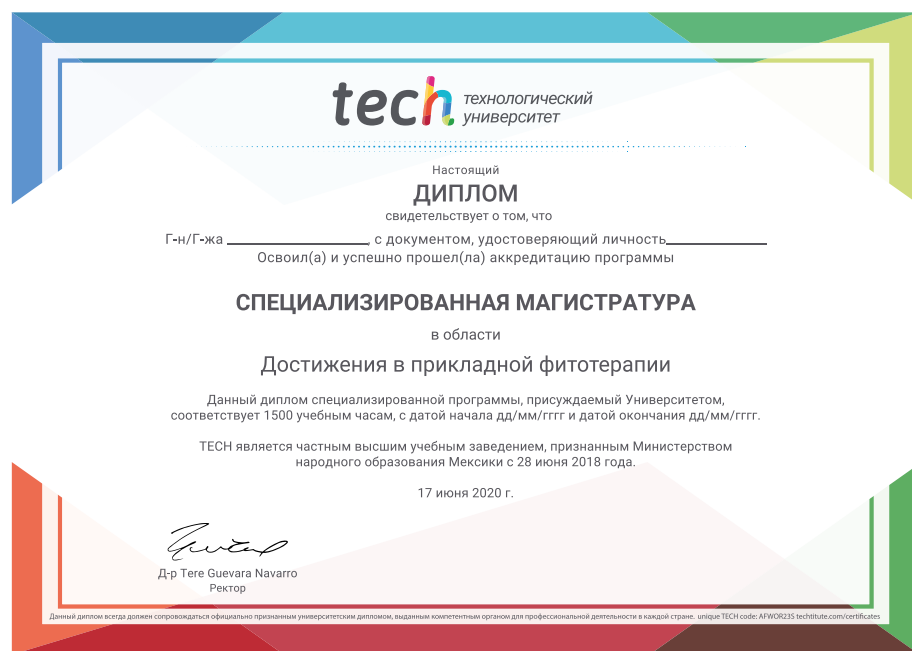 tech технологический
университет
Настоящий
ДИПЛОМ
свидетельствует о том, что
Г-н/Г-жа , с документом, удостоверяющий личность
Освоил(а) и успешно прошел(ла) аккредитацию программы
СПЕЦИАЛИЗИРОВАННАЯ МАГИСТРАТУРА
в области
Достижения в прикладной фитотерапии
Данный диплом специализированной программы, присуждаемый Университетом,
соответствует 1500 учебным часам, с датой начала дд/мм/гггг и датой окончания дд/мм/гггг.
TECH является частным высшим учебным заведением, признанным Министерством
народного образования Мексики с 28 июня 2018 года.
17 июня 2020 г.
Д-р Tere Guevara Navarro
Ректор
Данный диплом всегда должен сопровождаться официально признанным университетским дипломом, выданным компетентным органом для профессиональной деятельности в каждой стране. unique TECH code: AFWOR23S techtitute.com/certificates